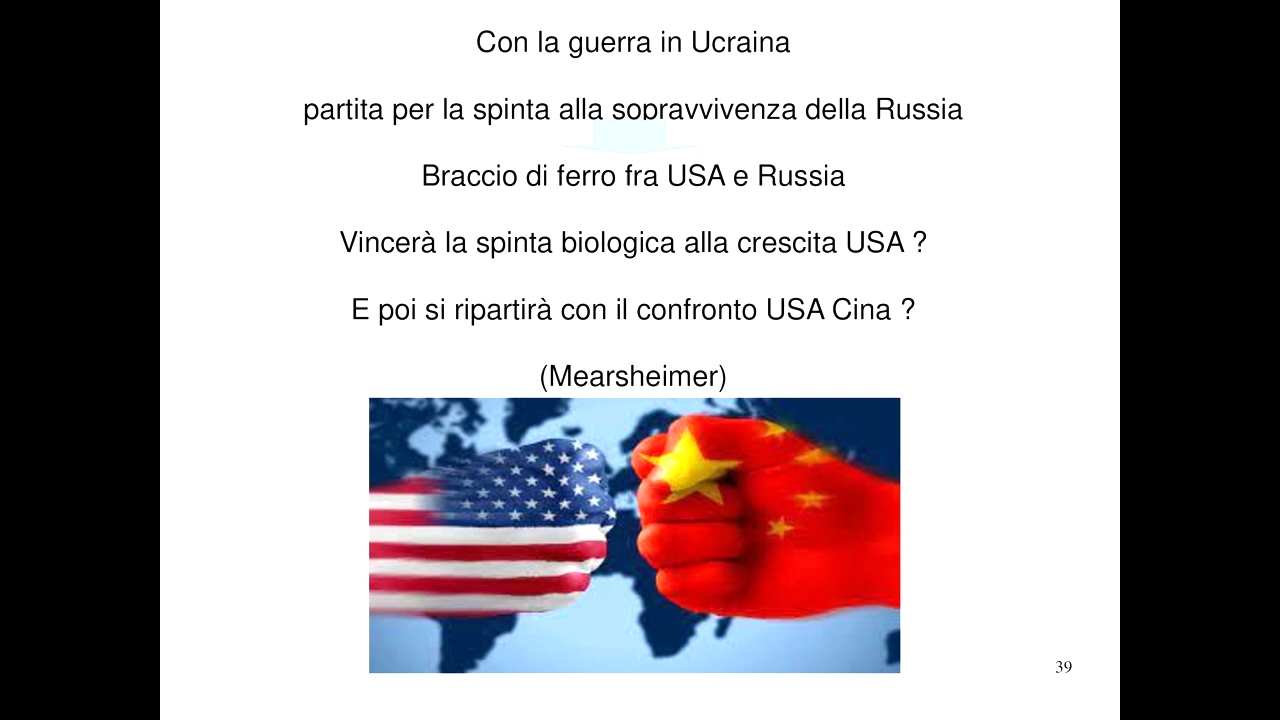 Con la guerra in Ucraina
partita per la spinta alla sopravvivenza della Russia
Braccio di ferro fra USA e Russia
Vincerà la spinta biologica alla crescita USA ?
E poi si ripartirà con il confronto USA Cina ?
(Mearsheimer)
39